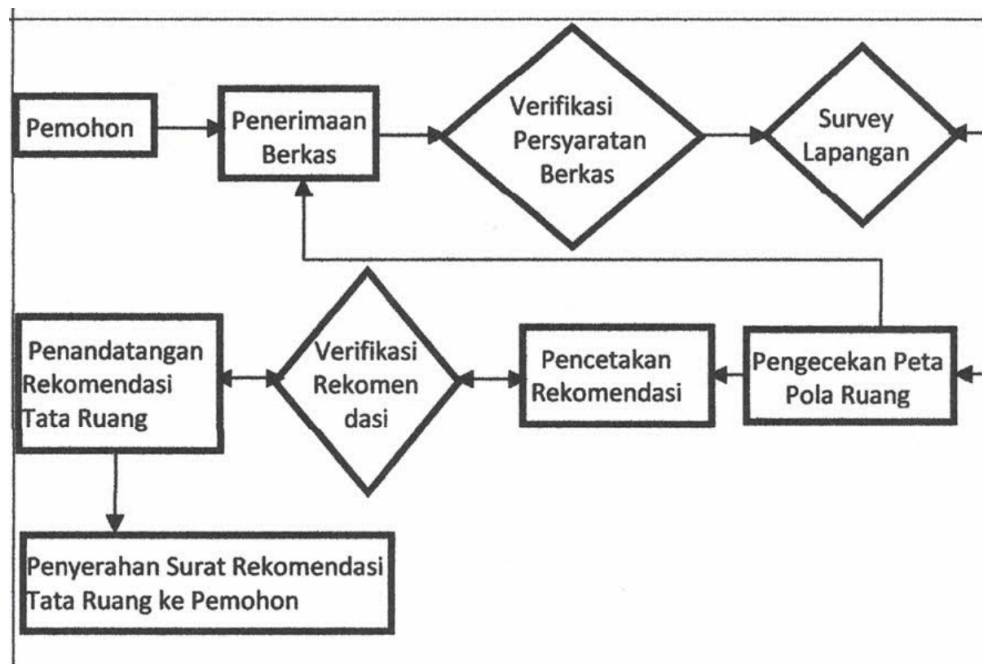 Pemohon
Penerimaan
Berkas
Verifikasi
Persyaratan
Berkas
Survey
Lapangan
Penandatangan
Rekomendasi
Tata Ruang
Verifikasi
Rekomen
dasi
Pencetakan
Rekomendasi
Pengecekan Peta
Pola Ruang
Penyerahan Surat Rekomendasi
Tata Ruang ke Pemohon